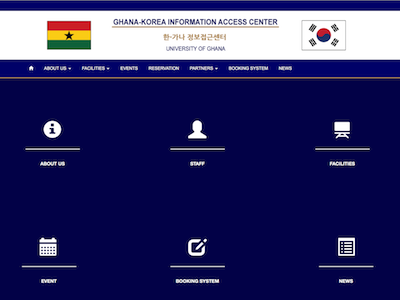 GHANA-KOREA INFORMATION ACCESS CENTER
한-가나 정보접근센터
UNIVERSITY OF GHANA
ABOUT US FACILITIES EVENTS RESERVATION PARTNERS BOOKING SYSTEM NEWS
ABOUT US STAFF FACILITIES
EVENT BOOKING SYSTEM NEWS